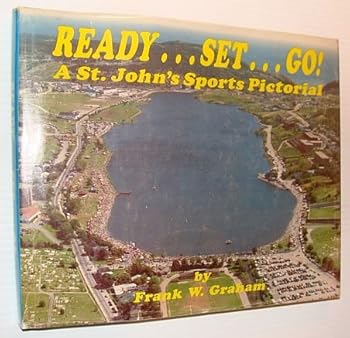 READY...SET...GO!
A St. John's Sports Pictorial
by
Frank W. Graham